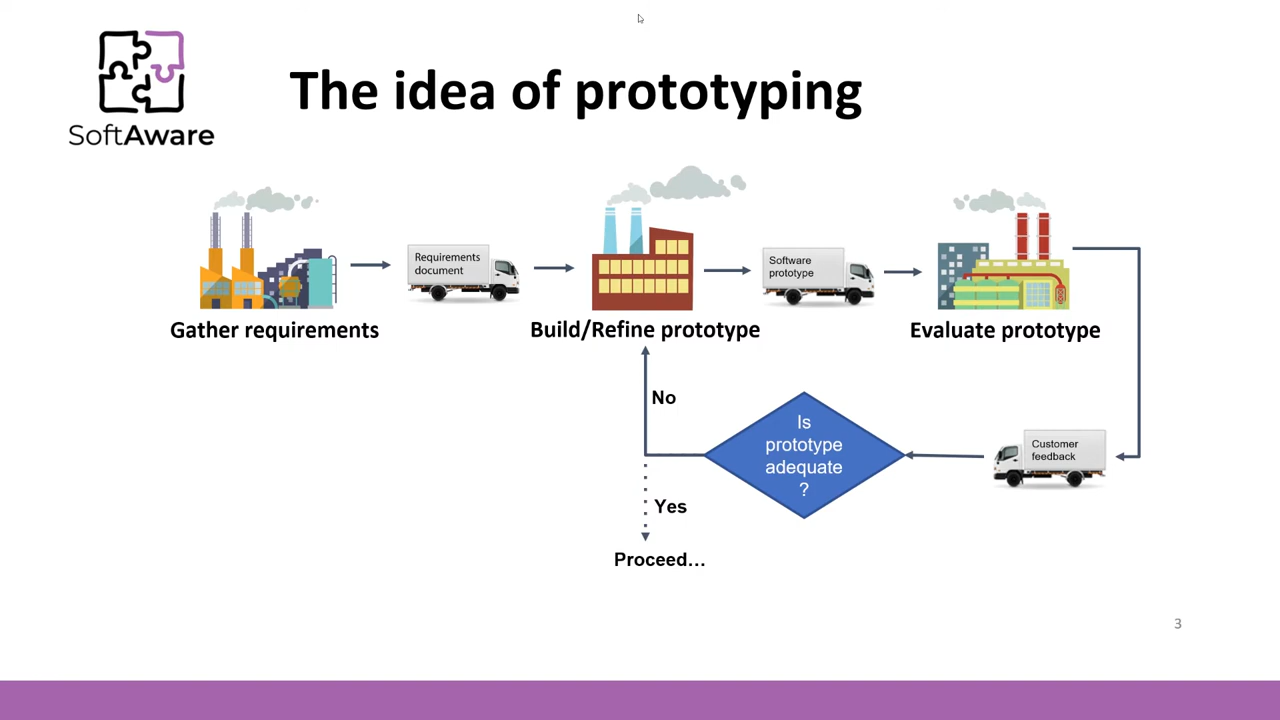 SoftAware
The idea of prototyping
Requirements
document
Software
prototype
Gather requirements
Build/Refine prototype
Evaluate prototype
No
Is
prototype
adequate
?
Customer
feedback
Yes
Proceed...
3